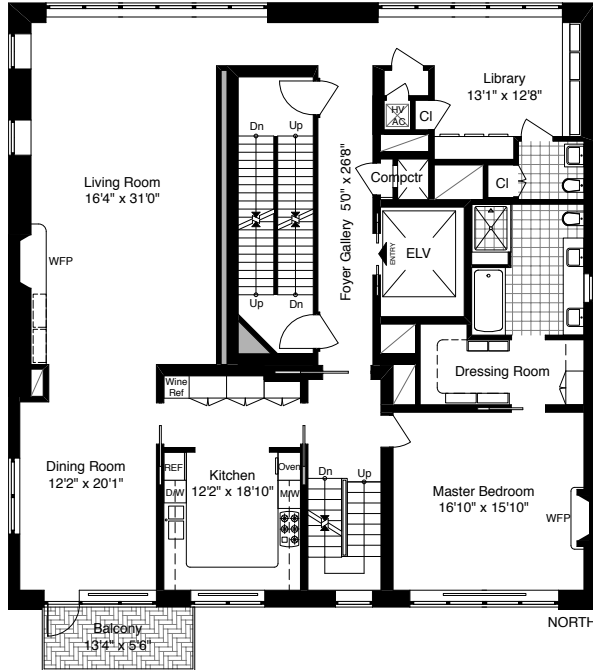 Library
13'1" x 12'8"
HV
AC
Cl
Dn
Up
Compctr
Cl
Living Room
16'4" x 31'0"
Foyer Gallery 5'0" x 26'8"
ENTRY
ELV
WFP
Up
Dn
Dressing Room
Wine
Ref
Dining Room
12'2" x 20'1"
REF
D/W
Kitchen
12'2" x 18'10"
Oven
M/W
Dn
Up
Master Bedroom
16'10" x 15'10"
WFP
Balcony
13'4" x 5'6"
NORTH